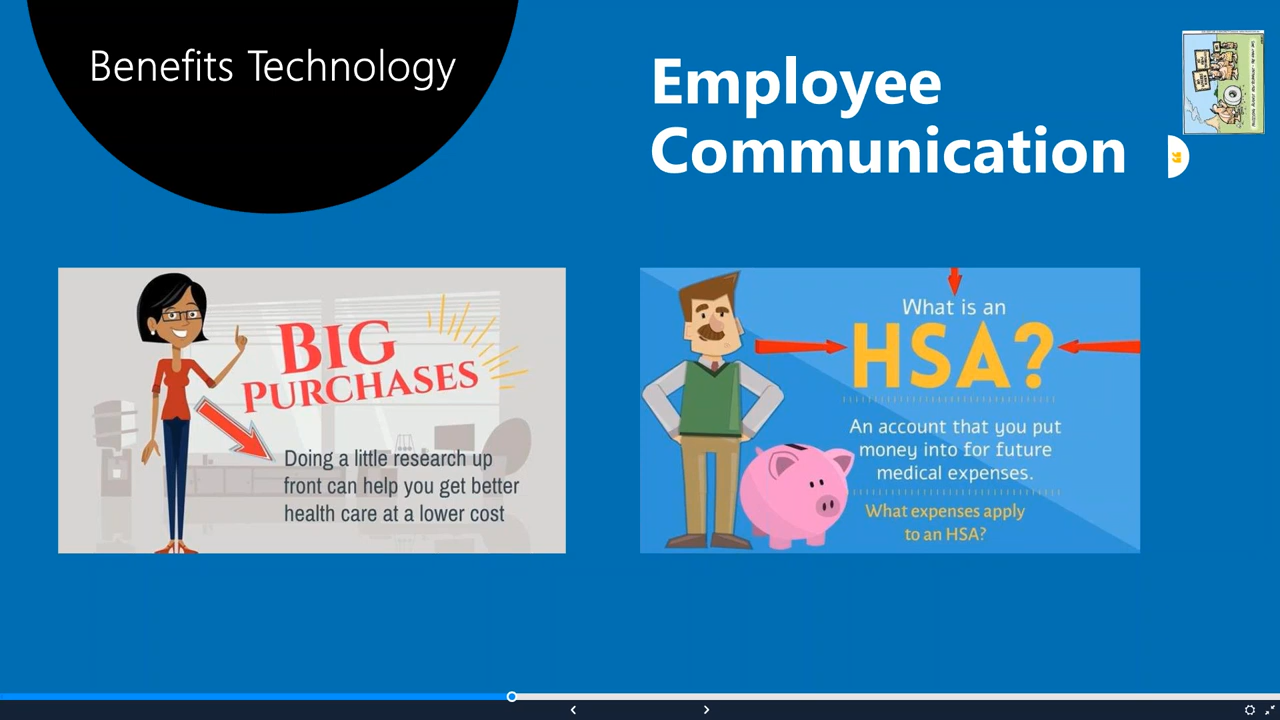 Benefits Technology
Employee
Communication
BIG
PURCHASES
Doing a little research up
front can help you get better
health care at a lower cost
What is an
HSA?
An account that you put
money into for future
medical expenses.
What expenses apply
to an HSA?